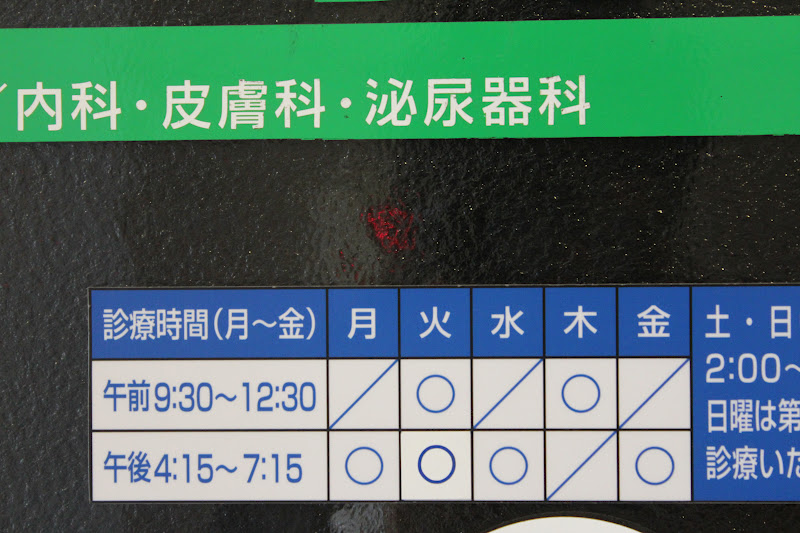 内科・皮膚科・泌尿器科
診療時間(月～金) 月 火 水 木 金
午前9:30～12:30 ／ ○ ／ ○ ／
午後4:15～7:15 ○ ○ ○ ／ ○
土・日
2:00～
日曜は第
診療いた